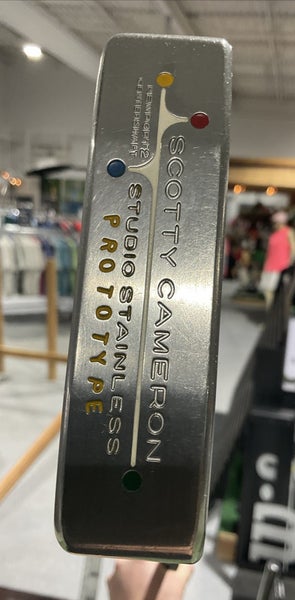 SCOTTY CAMERON
STUDIO STAINLESS
PROTOTYPE
NEWPORT 2